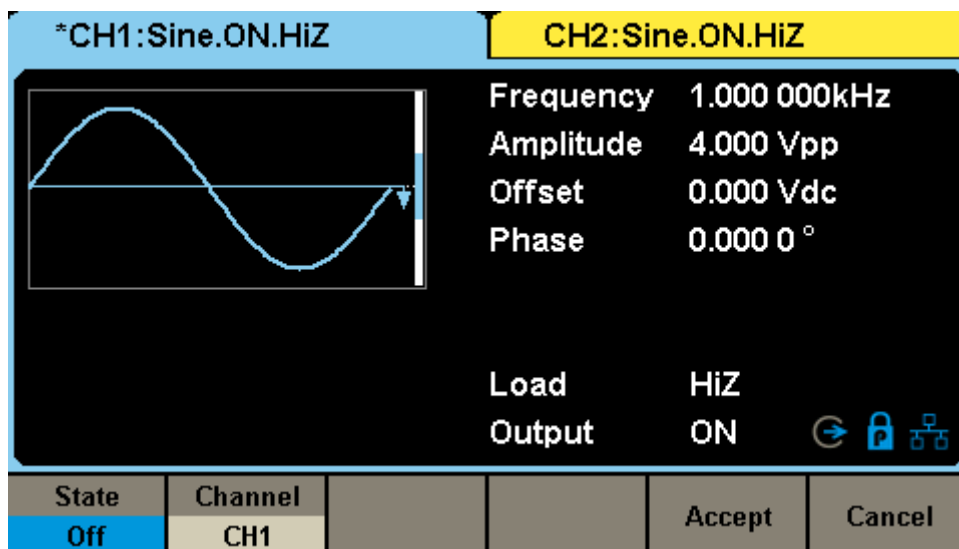 *CH1:Sine.ON.HiZ CH2:Sine.ON.HiZ
Frequency 1.000 000kHz
Amplitude 4.000 Vpp
Offset 0.000 Vdc
Phase 0.000 0 °
Load HiZ
Output ON P
State Channel Accept Cancel
Off CH1